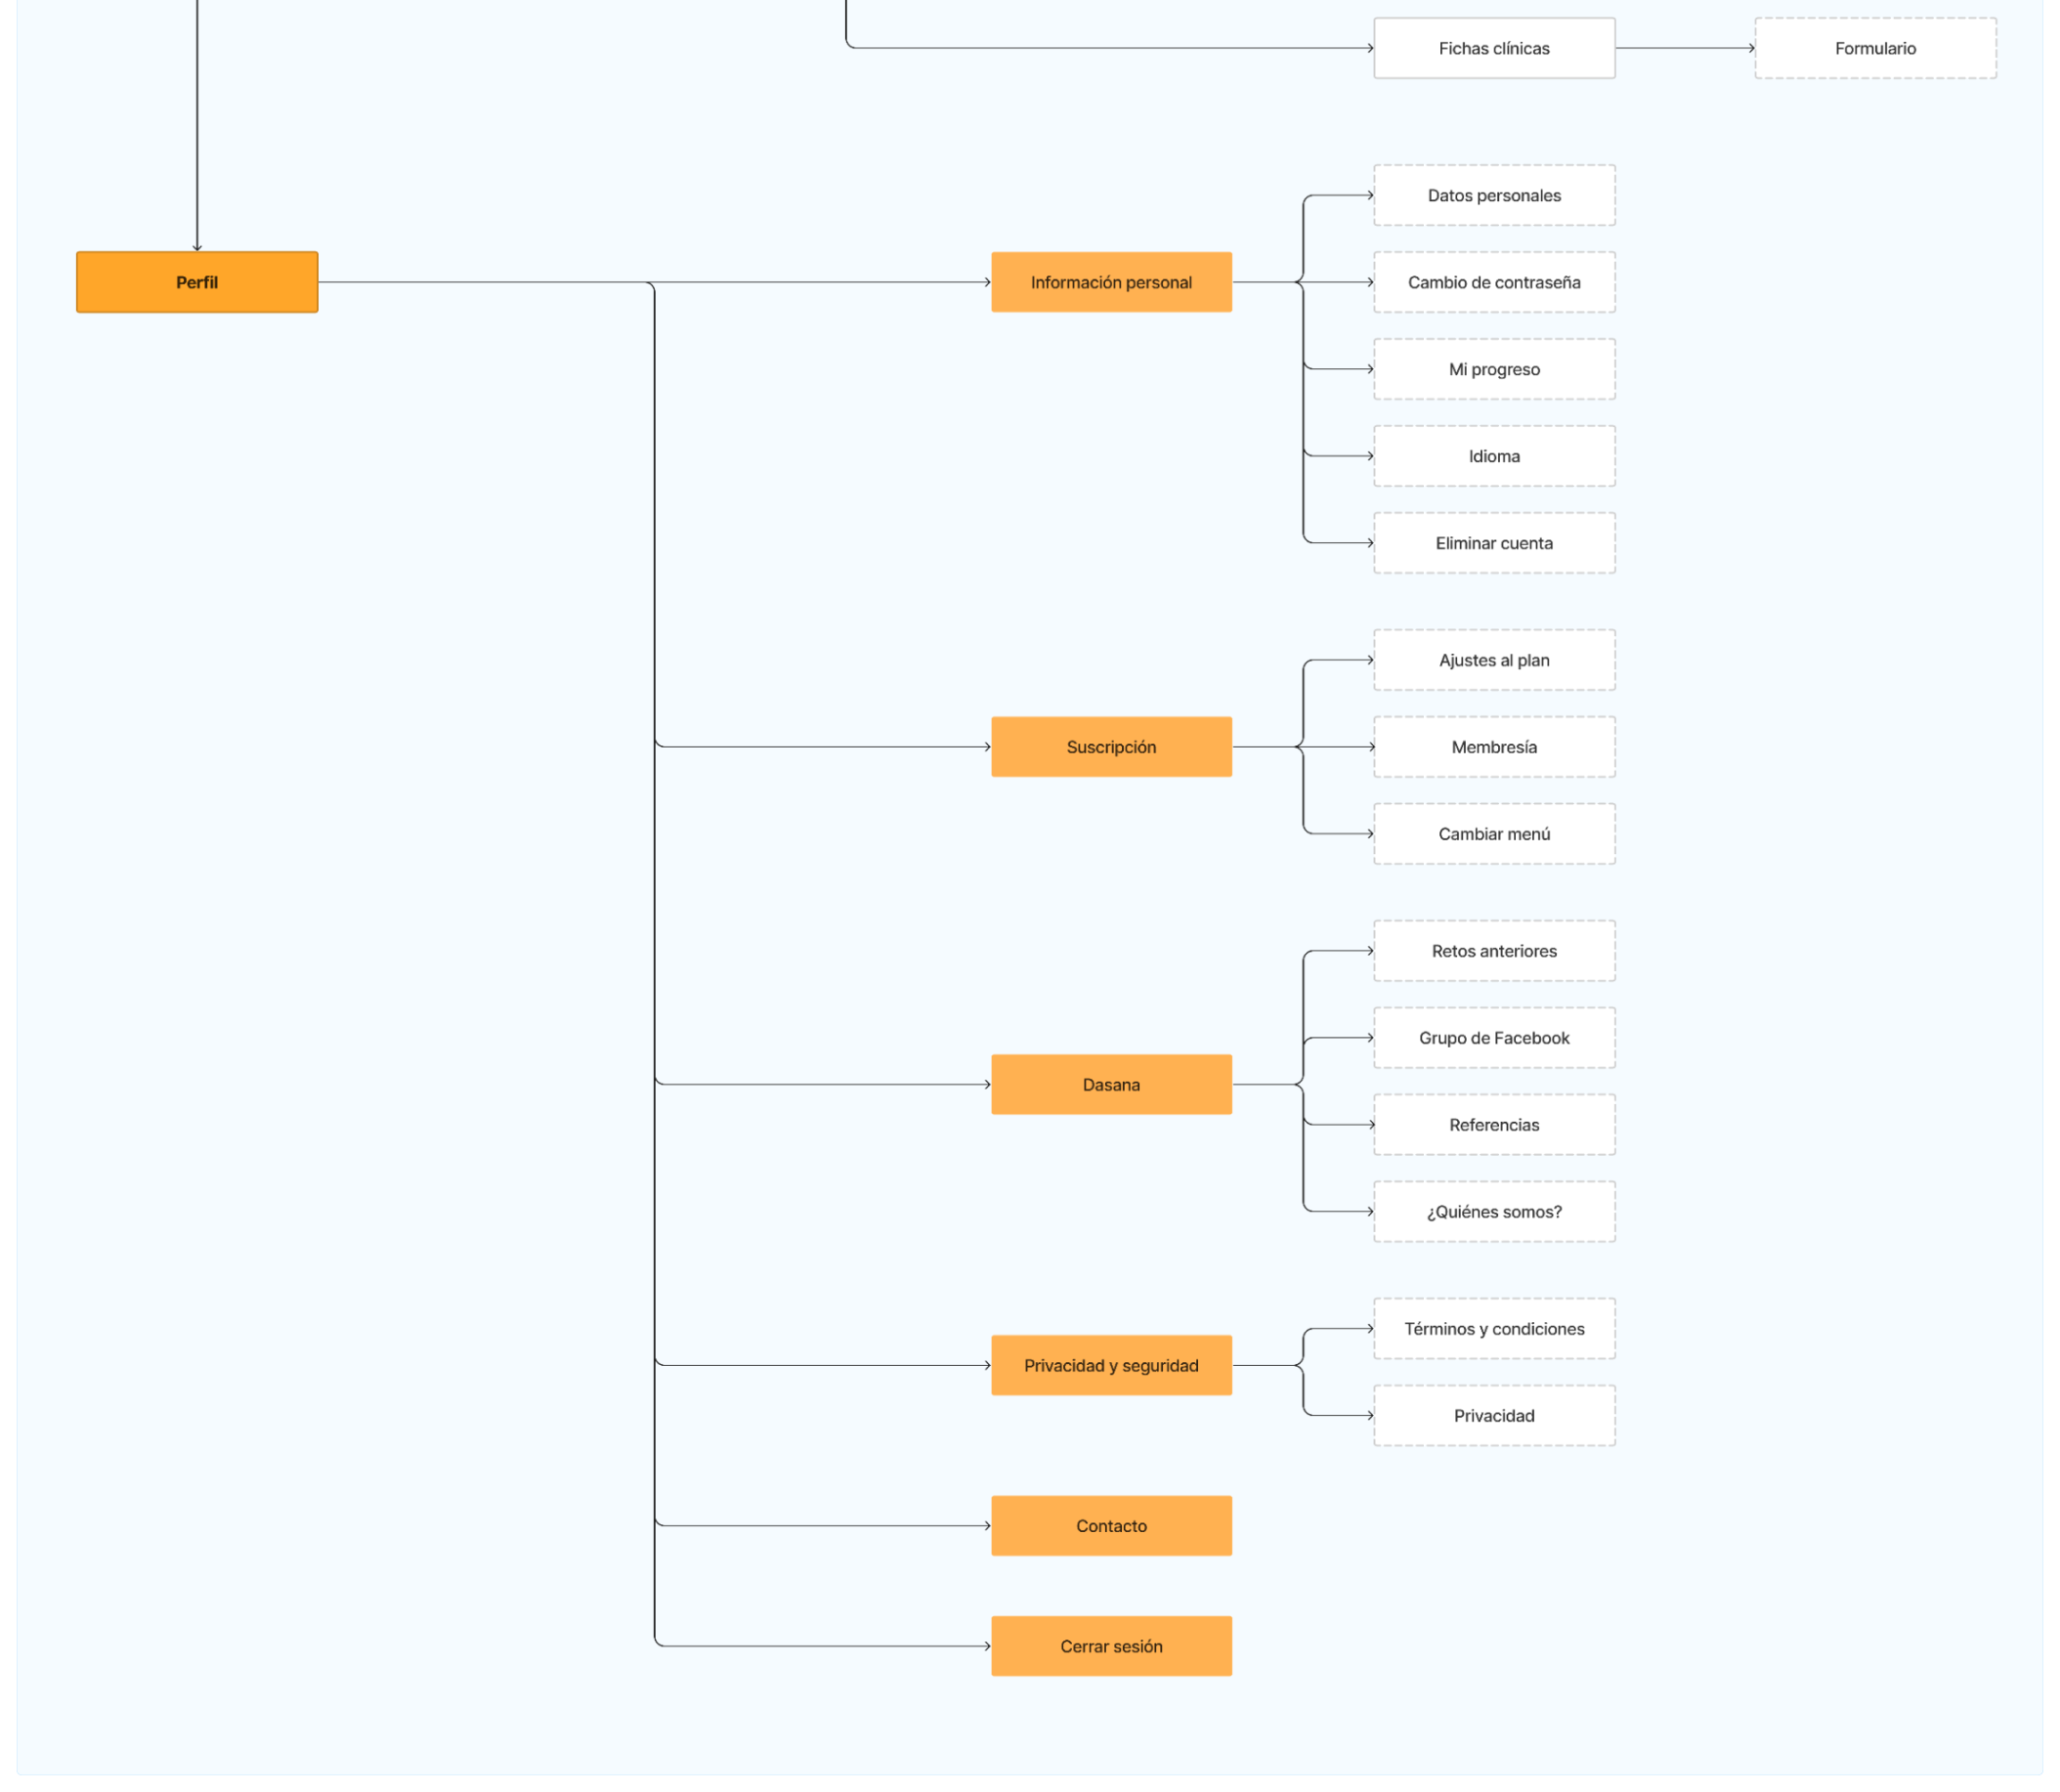 Fichas clínicas
Formulario
Perfil
Información personal
Datos personales
Cambio de contraseña
Mi progreso
Idioma
Eliminar cuenta
Suscripción
Ajustes al plan
Membresía
Cambiar menú
Dasana
Retos anteriores
Grupo de Facebook
Referencias
¿Quiénes somos?
Privacidad y seguridad
Términos y condiciones
Privacidad
Contacto
Cerrar sesión